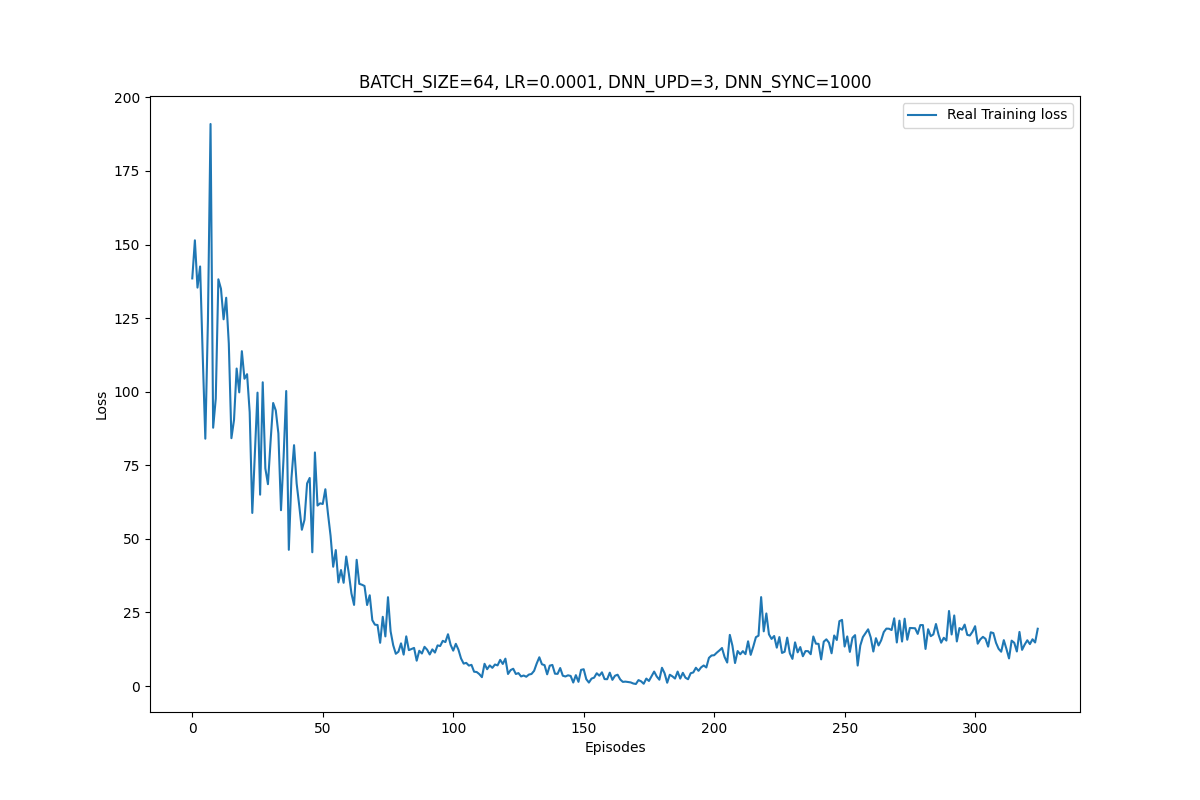 BATCH_SIZE=64, LR=0.0001, DNN_UPD=3, DNN_SYNC=1000
Real Training loss
200
175
150
125
100
75
50
25
0
Loss
0 50 100 150 200 250 300
Episodes